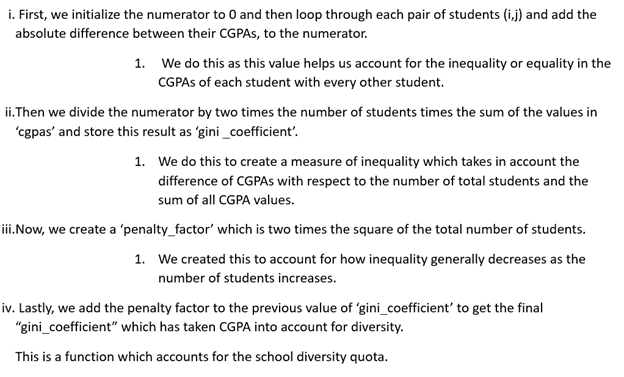 i. First, we initialize the numerator to 0 and then loop through each pair of students (i,j) and add the
absolute difference between their CGPAs, to the numerator.
1. We do this as this value helps us account for the inequality or equality in the
CGPAs of each student with every other student.
ii.Then we divide the numerator by two times the number of students times the sum of the values in
'cgpas' and store this result as 'gini _coefficient'.
1. We do this to create a measure of inequality which takes in account the
difference of CGPAs with respect to the number of total students and the
sum of all CGPA values.
iii.Now, we create a 'penalty_factor' which is two times the square of the total number of students.
1. We created this to account for how inequality generally decreases as the
number of students increases.
iv. Lastly, we add the penalty factor to the previous value of 'gini_coefficient' to get the final
"gini_coefficient" which has taken CGPA into account for diversity.
This is a function which accounts for the school diversity quota.